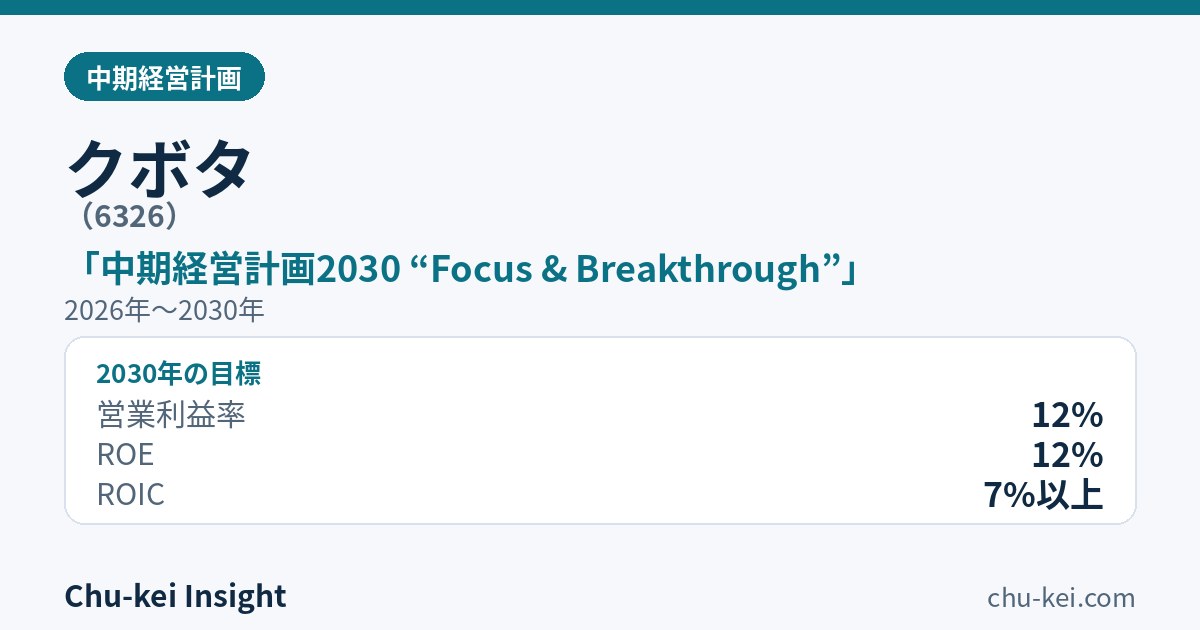 中期経営計画
クボタ
（6326）
「中期経営計画2030 “Focus & Breakthrough”」
2026年〜2030年
2030年の目標
営業利益率 12%
ROE 12%
ROIC 7%以上
Chu-kei Insight chu-kei.com